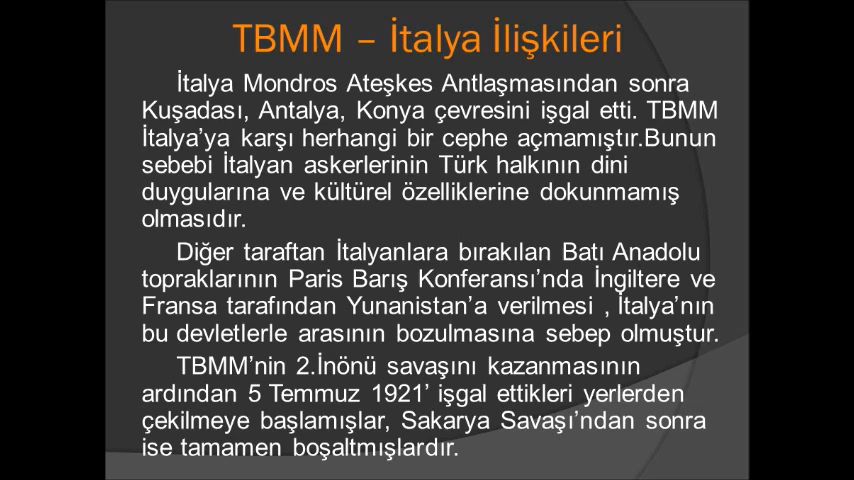 TBMM – İtalya İlişkileri
İtalya Mondros Ateşkes Antlaşmasından sonra
Kuşadası, Antalya, Konya çevresini işgal etti. TBMM
İtalya’ya karşı herhangi bir cephe açmamıştır.Bunun
sebebi İtalyan askerlerinin Türk halkının dini
duygularına ve kültürel özelliklerine dokunmamış
olmasıdır.
Diğer taraftan İtalyanlara bırakılan Batı Anadolu
topraklarının Paris Barış Konferansı’nda İngiltere ve
Fransa tarafından Yunanistan’a verilmesi , İtalya’nın
bu devletlerle arasının bozulmasına sebep olmuştur.
TBMM’nin 2.İnönü savaşını kazanmasının
ardından 5 Temmuz 1921’ işgal ettikleri yerlerden
çekilmeye başlamışlar, Sakarya Savaşı’ndan sonra
ise tamamen boşaltmışlardır.